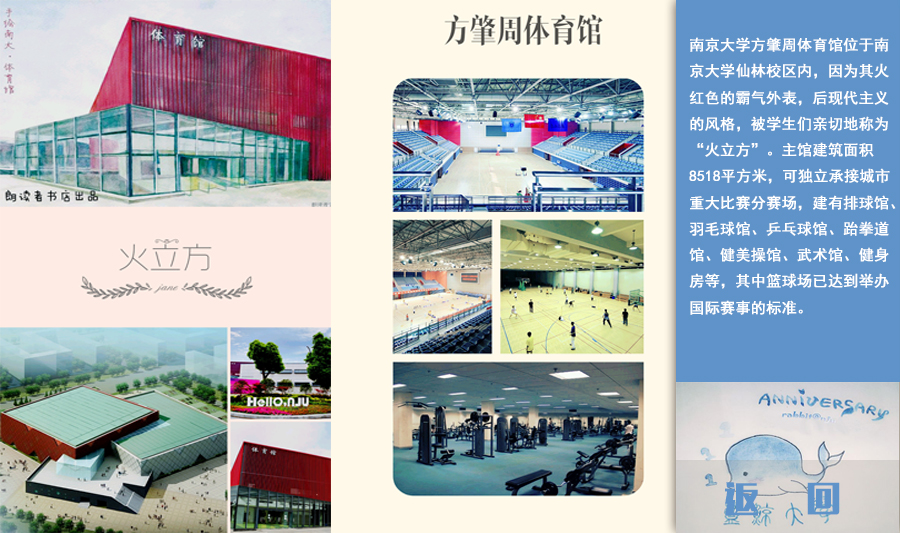 手绘南大·体育馆
体育馆
朗读者书店出品
火立方
jane
Hello,NJU
体育馆
方肇周体育馆
南京大学方肇周体育馆位于南
京大学仙林校区内，因为其火
红色的霸气外表，后现代主义
的风格，被学生们亲切地称为
“火立方”。主馆建筑面积
8518平方米，可独立承接城市
重大比赛分赛场，建有排球馆、
羽毛球馆、乒乓球馆、跆拳道
馆、健美操馆、武术馆、健身
房等，其中篮球场已达到举办
国际赛事的标准。
ANNIVERSARY
返 回